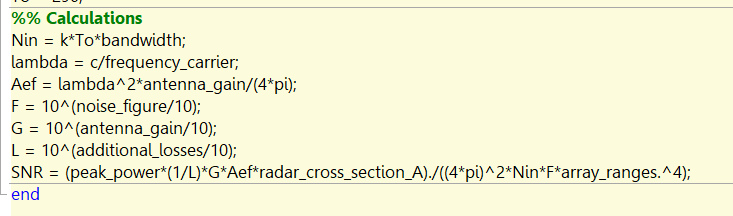 %% Calculations
Nin = k*To*bandwidth;
lambda = c/frequency_carrier;
Aef = lambda^2*antenna_gain/(4*pi);
F = 10^(noise_figure/10);
G = 10^(antenna_gain/10);
L = 10^(additional_losses/10);
SNR = (peak_power*(1/L)*G*Aef*radar_cross_section_A)./((4*pi)^2*Nin*F*array_ranges.^4);
end